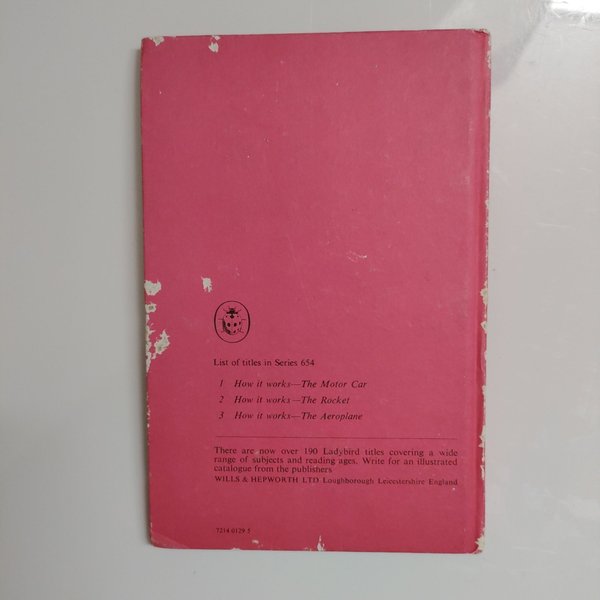 List of titles in Series 654
1 How it works—The Motor Car
2 How it works—The Rocket
3 How it works—The Aeroplane
There are now over 190 Ladybird titles covering a wide
range of subjects and reading ages. Write for an illustrated
catalogue from the publishers
WILLS & HEPWORTH LTD Loughborough Leicestershire England
7214 0129 5